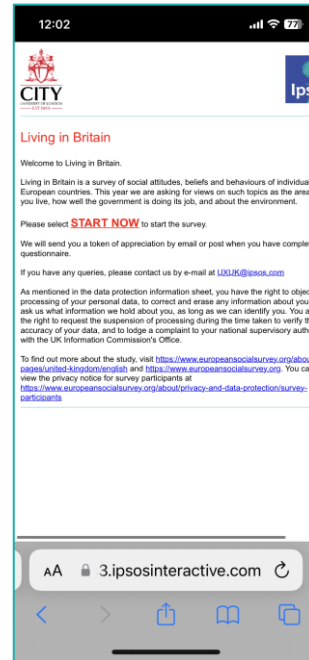 12:02
77
CITY
UNIVERSITY OF LONDON
EST 1894
Ips
Living in Britain
Welcome to Living in Britain.
Living in Britain is a survey of social attitudes, beliefs and behaviours of individua
European countries. This year we are asking for views on such topics as the area
you live, how well the government is doing its job, and about the environment.
Please select START NOW to start the survey.
We will send you a token of appreciation by email or post when you have complet
questionnaire.
If you have any queries, please contact us by e-mail at UXUK@ipsos.com
As mentioned in the data protection information sheet, you have the right to objec
processing of your personal data, to correct and erase any information about you
ask us what information we hold about you, as long as we can identify you. You a
the right to request the suspension of processing during the time taken to verify th
accuracy of your data, and to lodge a complaint to your national supervisory auth
with the UK Information Commission's Office.
To find out more about the study, visit https://www.europeansocialsurvey.org/abou
pages/united-kingdom/english and https://www.europeansocialsurvey.org. You ca
view the privacy notice for survey participants at
https://www.europeansocialsurvey.org/about/privacy-and-data-protection/survey-
participants
AA 3.ipsosinteractive.com